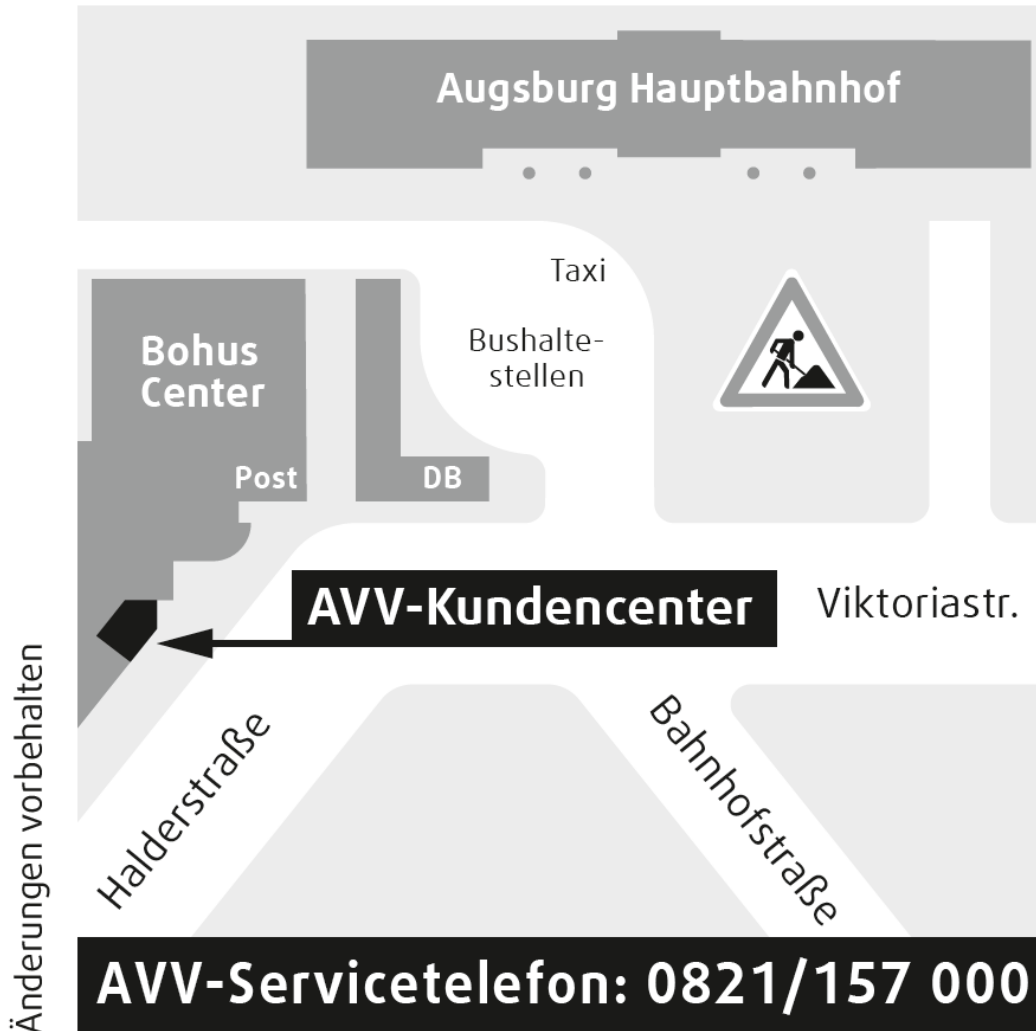 Augsburg Hauptbahnhof
Taxi
Bushalte-
stellen
Bohus
Center
Post
DB
AVV-Kundencenter
Viktoriastr.
Halderstraße
Bahnhofstraße
Änderungen vorbehalten
AVV-Servicetelefon: 0821/157 000